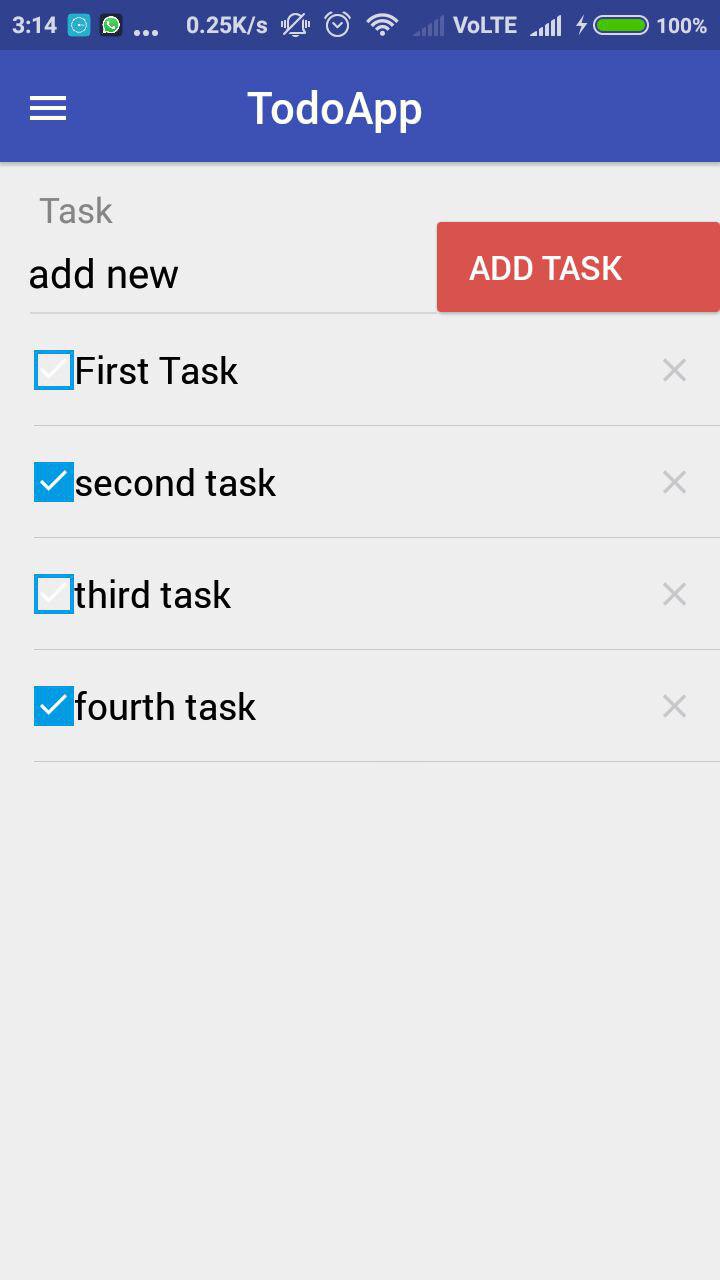 3:14 ... 0.25K/s VoLTE 100%
TodoApp
Task
add new
ADD TASK
First Task
second task
third task
fourth task